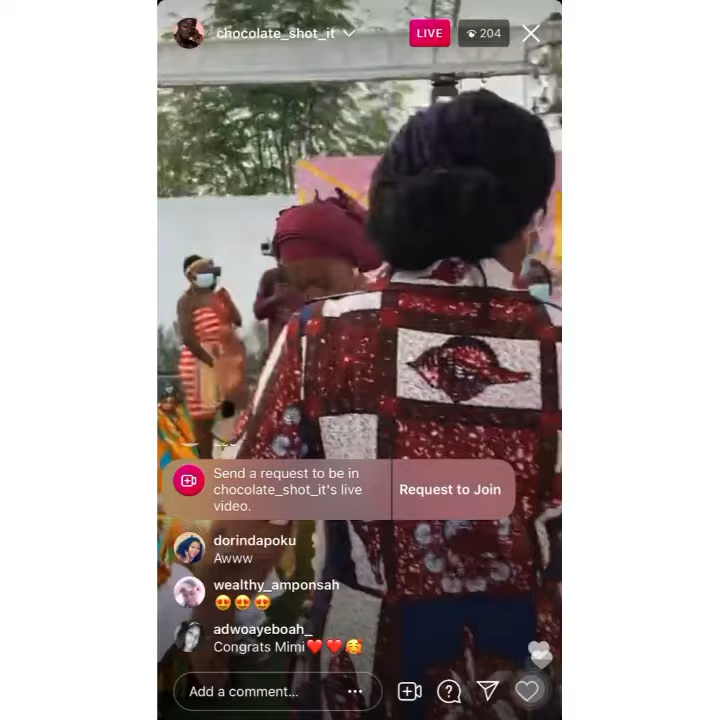 chocolate_shot_it
LIVE
204
Send a request to be in
chocolate_shot_it's live
video.
Request to Join
dorindapoku
Awww
wealthy_amponsah
😍😍😍
adwoayeboah_
Congrats Mimi❤️❤️🥰
Add a comment...